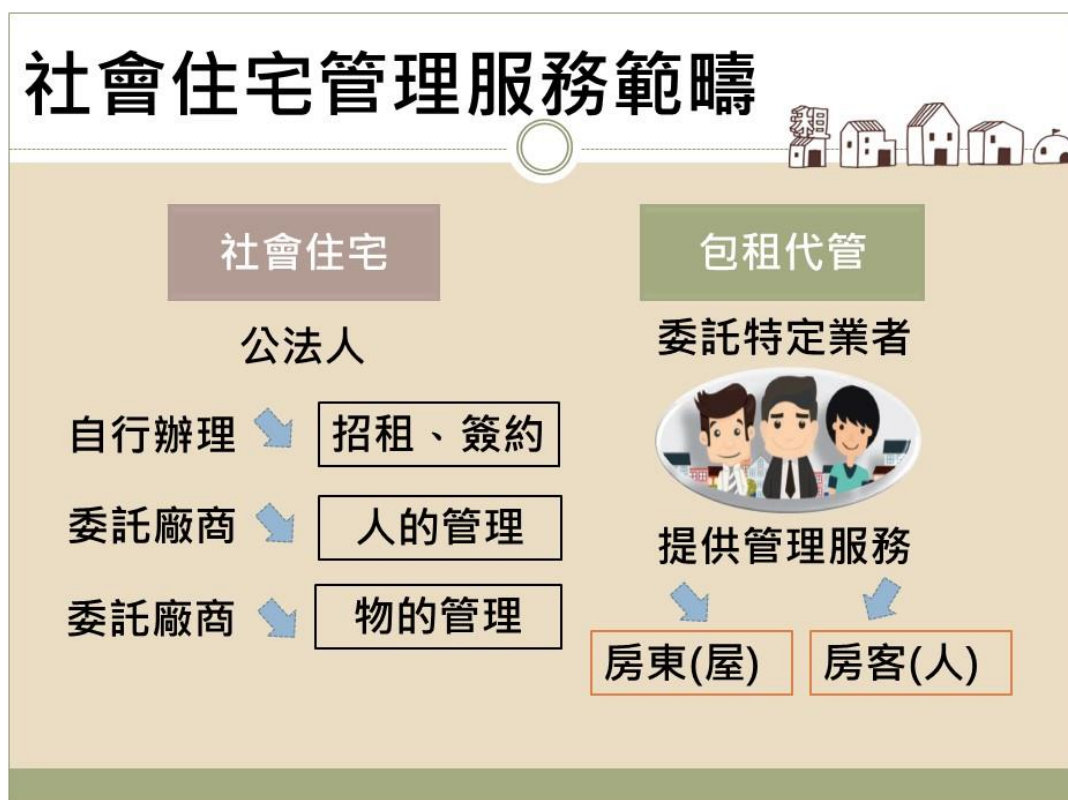 社會住宅管理服務範疇
租
社會住宅
公法人
自行辦理
招租、簽約
委託廠商
人的管理
委託廠商
物的管理
包租代管
委託特定業者
提供管理服務
房東(屋)
房客(人)